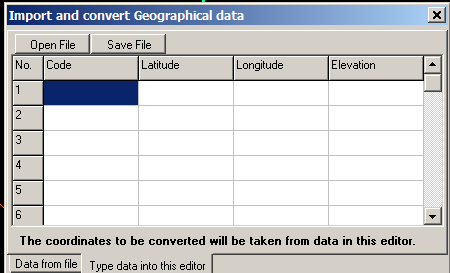 Import and convert Geographical data
Open File Save File
No. Code Latitude Longitude Elevation
1
2
3
4
5
6
The coordinates to be converted will be taken from data in this editor.
Data from file Type data into this editor